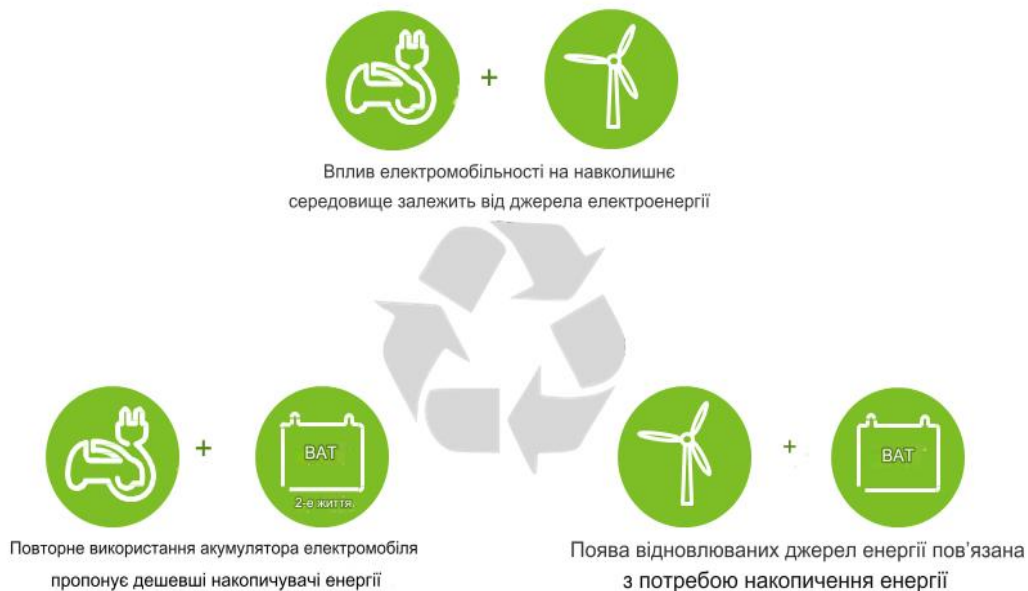 +
Вплив електромобільності на навколишнє
середовище залежить від джерела електроенергії
+
BAT
2-е життя
Повторне використання акумулятора електромобіля
пропонує дешевші накопичувачі енергії
+
BAT
Поява відновлюваних джерел енергії пов’язана
з потребою накопичення енергії